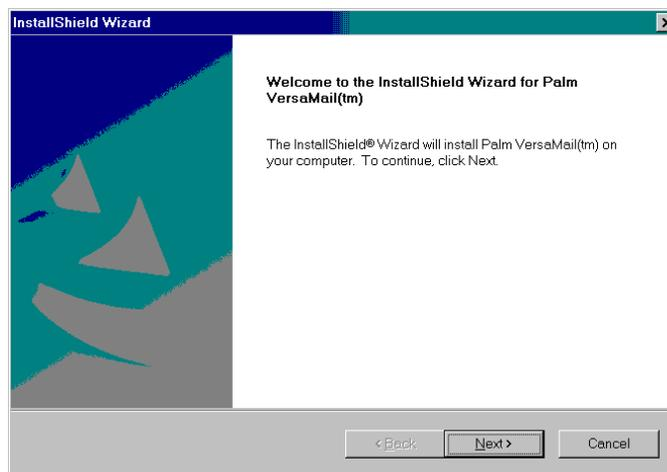 InstallShield Wizard
Welcome to the InstallShield Wizard for Palm
VersaMail(tm)
The InstallShield® Wizard will install Palm VersaMail(tm) on
your computer. To continue, click Next.
< Back
Next >
Cancel